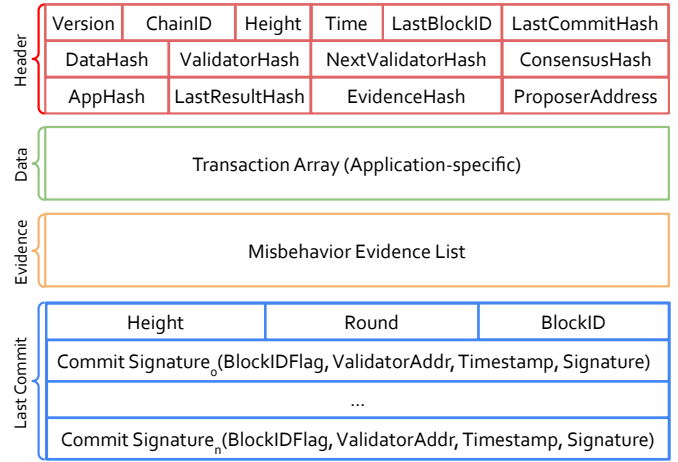 Header
Version ChainID Height Time LastBlockID LastCommitHash
DataHash ValidatorHash NextValidatorHash ConsensusHash
AppHash LastResultHash EvidenceHash ProposerAddress
Data
Transaction Array (Application-specific)
Evidence
Misbehavior Evidence List
Last Commit
Height Round BlockID
Commit Signature₀(BlockIDFlag, ValidatorAddr, Timestamp, Signature)
...
Commit Signatureₙ(BlockIDFlag, ValidatorAddr, Timestamp, Signature)